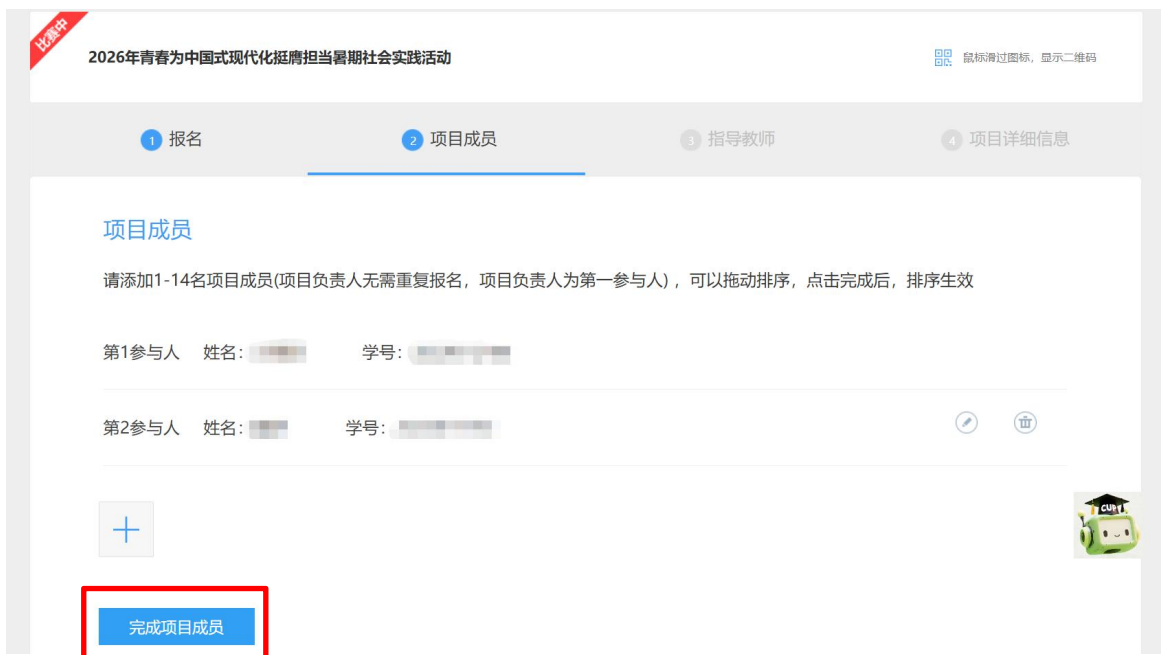 比赛中
2026年青春为中国式现代化挺膺担当暑期社会实践活动
鼠标滑过图标，显示二维码
1 报名 2 项目成员 3 指导教师 4 项目详细信息
项目成员
请添加1-14名项目成员(项目负责人无需重复报名，项目负责人为第一参与人)，可以拖动排序，点击完成后，排序生效
第1参与人 姓名： 学号：
第2参与人 姓名： 学号：
CUPT
完成项目成员